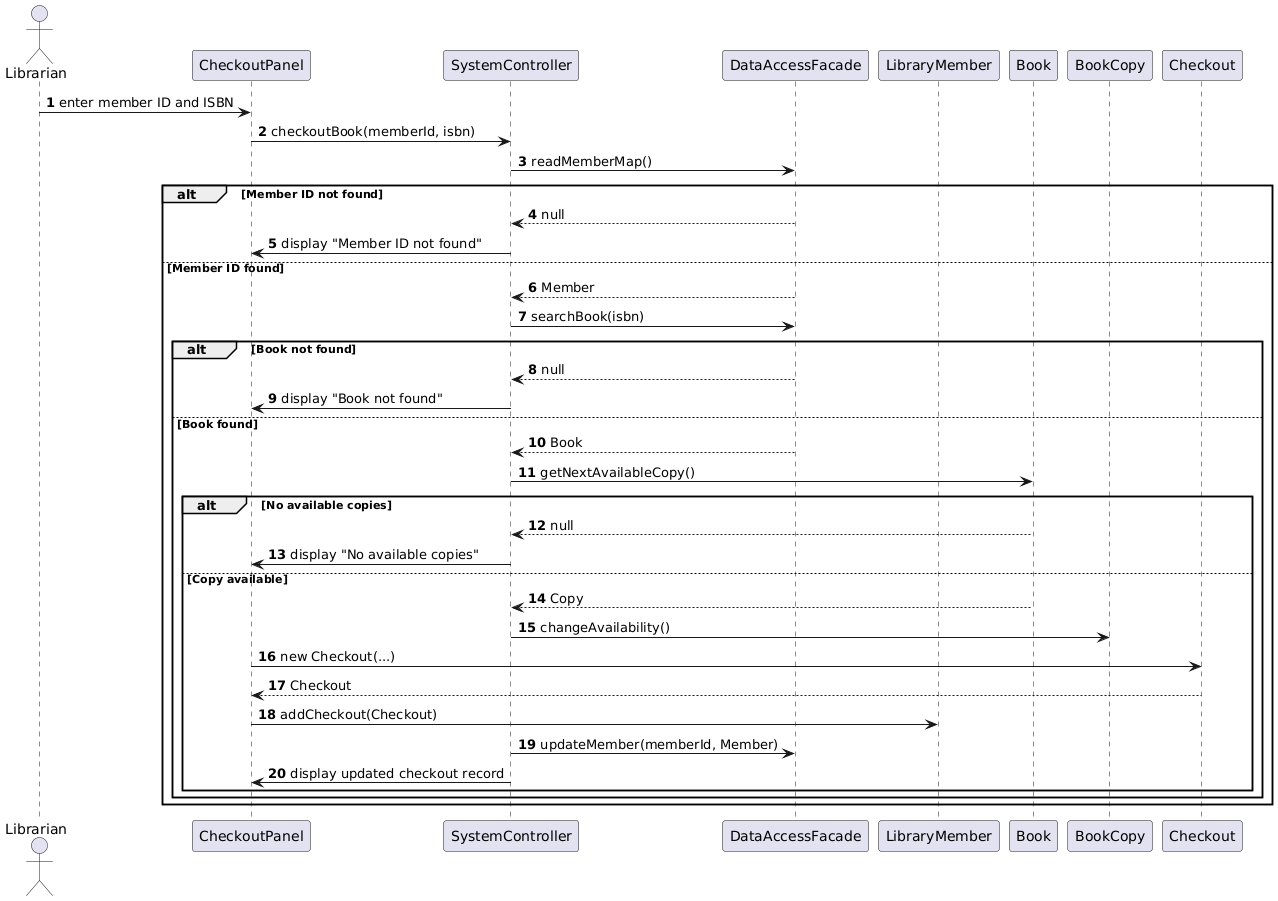 Librarian
CheckoutPanel
SystemController
DataAccessFacade
LibraryMember
Book
BookCopy
Checkout
1 enter member ID and ISBN
2 checkoutBook(memberId, isbn)
3 readMemberMap()
alt [Member ID not found]
4 null
5 display "Member ID not found"
[Member ID found]
6 Member
7 searchBook(isbn)
alt [Book not found]
8 null
9 display "Book not found"
[Book found]
10 Book
11 getNextAvailableCopy()
alt [No available copies]
12 null
13 display "No available copies"
[Copy available]
14 Copy
15 changeAvailability()
16 new Checkout(...)
17 Checkout
18 addCheckout(Checkout)
19 updateMember(memberId, Member)
20 display updated checkout record
Librarian
CheckoutPanel
SystemController
DataAccessFacade
LibraryMember
Book
BookCopy
Checkout